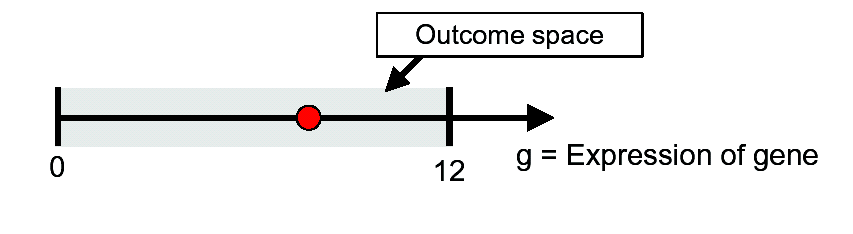 Outcome space
0
12
g = Expression of gene